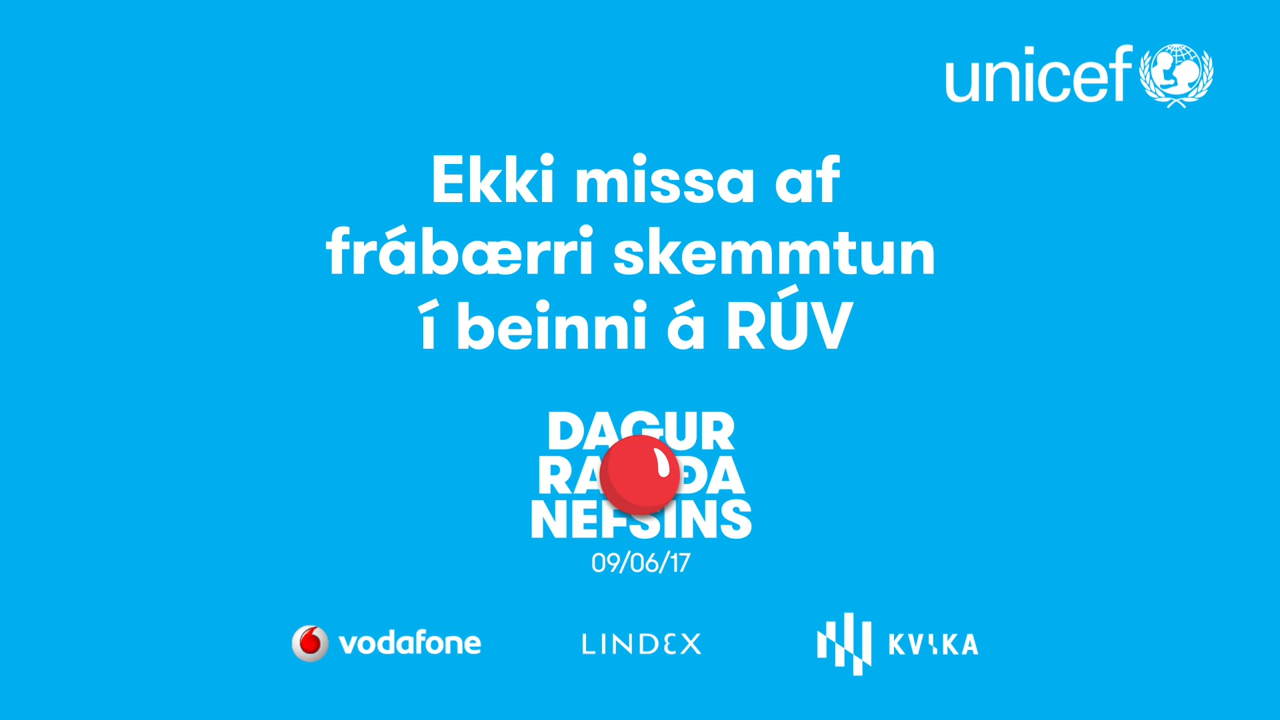 unicef
Ekki missa af
frábærri skemmtun
í beinni á RÚV
DAGUR
RAUÐA
NEFSINS
09/06/17
vodafone
LINDEX
KVIKA